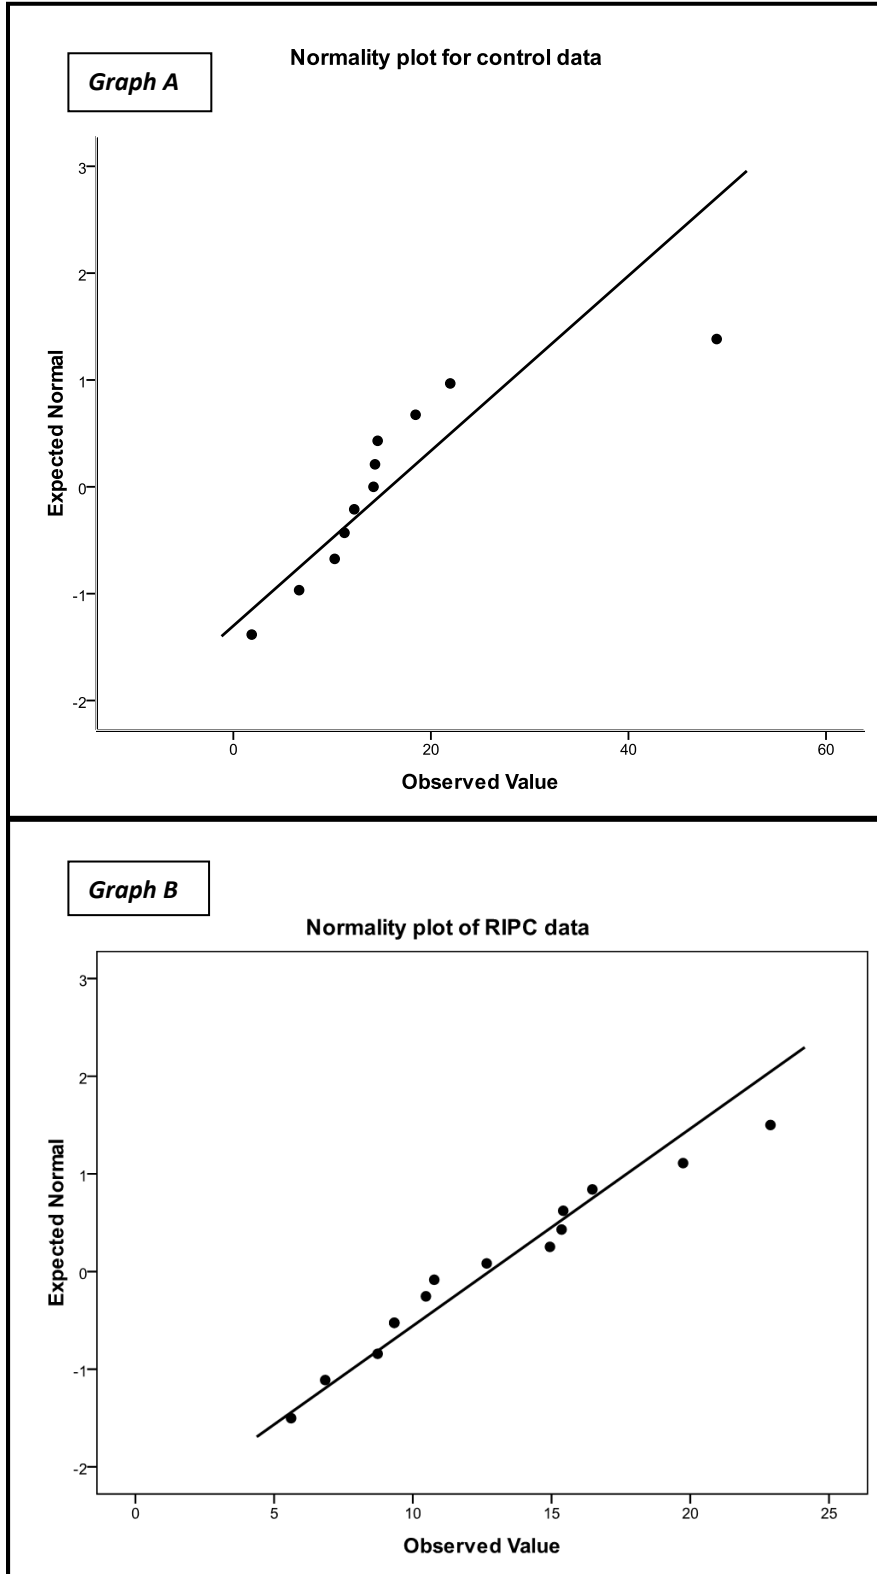 Graph A
Normality plot for control data
3
2
1
0
-1
-2
Expected Normal
0 20 40 60
Observed Value
Graph B
Normality plot of RIPC data
3
2
1
0
-1
-2
Expected Normal
0 5 10 15 20 25
Observed Value